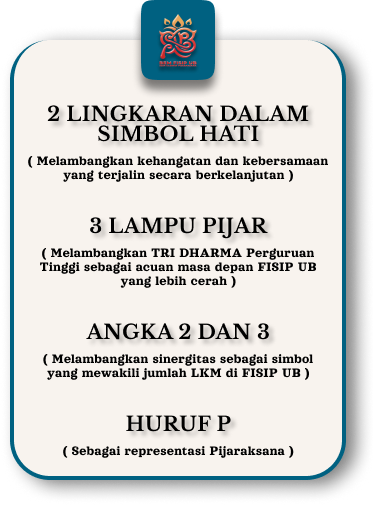 BEM FISIP UB
2 LINGKARAN DALAM
SIMBOL HATI
( Melambangkan kehangatan dan kebersamaan
yang terjalin secara berkelanjutan )
3 LAMPU PIJAR
( Melambangkan TRI DHARMA Perguruan
Tinggi sebagai acuan masa depan FISIP UB
yang lebih cerah )
ANGKA 2 DAN 3
( Melambangkan sinergitas sebagai simbol
yang mewakili jumlah LKM di FISIP UB )
HURUF P
( Sebagai representasi Pijaraksana )